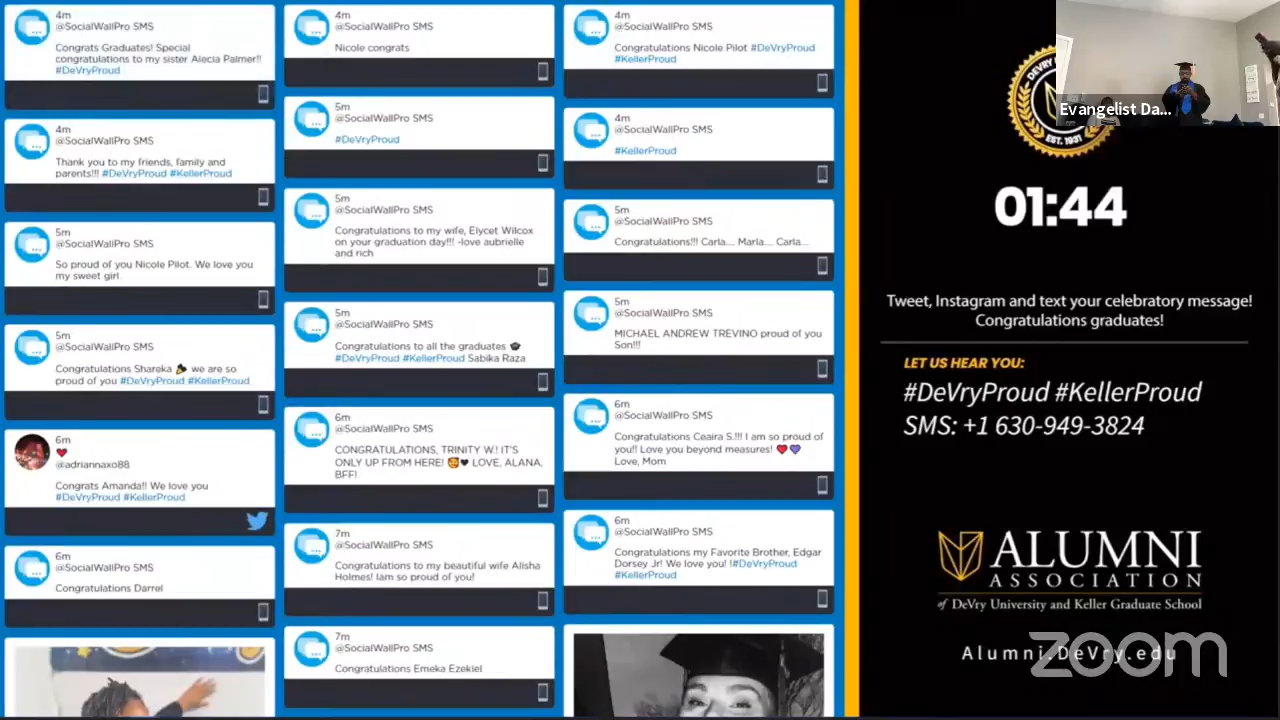 4m
@SocialWallPro SMS
Congrats Graduates! Special
congratulations to my sister Alecia Palmer!!
#DeVryProud
4m
@SocialWallPro SMS
Thank you to my friends, family and
parents!!! #DeVryProud #KellerProud
5m
@SocialWallPro SMS
So proud of you Nicole Pilot. We love you
my sweet girl.
5m
@SocialWallPro SMS
Congratulations Shareka 🎉 we are so
proud of you #DeVryProud #KellerProud
6m
❤️
@adriannaxo88
Congrats Amanda!! We love you
#DeVryProud #KellerProud
6m
@SocialWallPro SMS
Congratulations Darrel
4m
@SocialWallPro SMS
Nicole congrats
5m
@SocialWallPro SMS
#DeVryProud
5m
@SocialWallPro SMS
Congratulations to my wife, Elycet Wilcox
on your graduation day!!! -love aubrielle
and rich
5m
@SocialWallPro SMS
Congratulations to all the graduates 🎓
#DeVryProud #KellerProud Sabika Raza
6m
@SocialWallPro SMS
CONGRATULATIONS, TRINITY W.! IT'S
ONLY UP FROM HERE! 🥰🖤 LOVE, ALANA,
BFF!
7m
@SocialWallPro SMS
Congratulations to my beautiful wife Alisha
Holmes! Iam so proud of you!
7m
@SocialWallPro SMS
Congratulations Emeka Ezekiel
4m
@SocialWallPro SMS
Congratulations Nicole Pilot #DeVryProud
#KellerProud
4m
@SocialWallPro SMS
#KellerProud
5m
@SocialWallPro SMS
Congratulations!!! Carla.... Marla.... Carla....
5m
@SocialWallPro SMS
MICHAEL ANDREW TREVINO proud of you
Son!!!
6m
@SocialWallPro SMS
Congratulations Ceaira S.!!! I am so proud of
you!! Love you beyond measures! ❤️💜
Love, Mom
6m
@SocialWallPro SMS
Congratulations my Favorite Brother, Edgar
Dorsey Jr! We love you! !#DeVryProud
#KellerProud
DEVRY
EST. 1931
Evangelist Da...
01:44
Tweet, Instagram and text your celebratory message!
Congratulations graduates!
LET US HEAR YOU:
#DeVryProud #KellerProud
SMS: +1 630-949-3824
ALUMNI
ASSOCIATION
of DeVry University and Keller Graduate School
Alumni.DeVry.edu
zoom